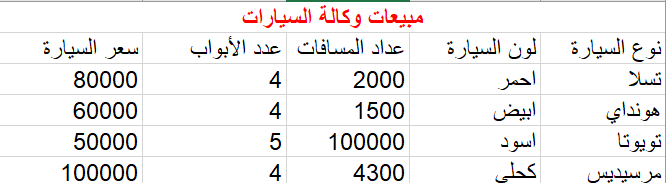 مبيعات وكالة السيارات
نوع السيارة لون السيارة عداد المسافات عدد الأبواب سعر السيارة
تسلا احمر 2000 4 80000
هونداي ابيض 1500 4 60000
تويوتا اسود 100000 5 50000
مرسيديس كحلي 4300 4 100000